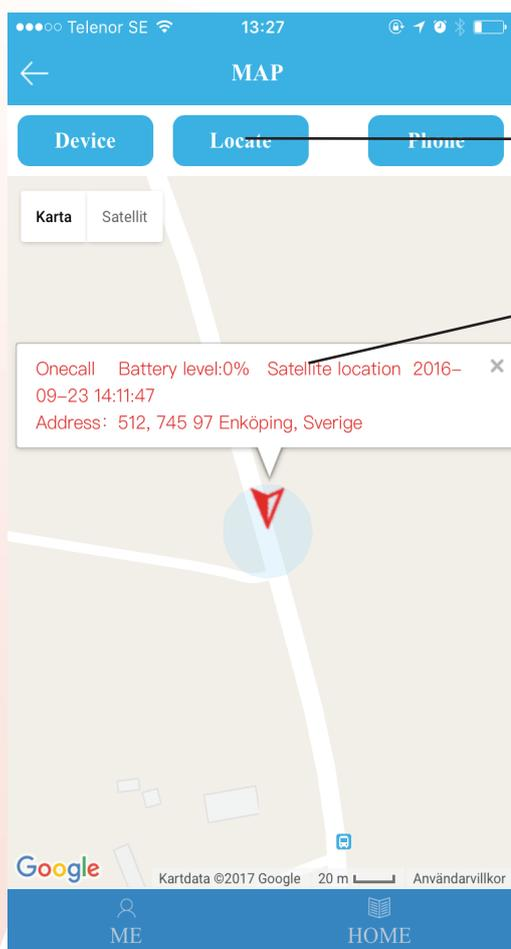 Telenor SE 13:27
MAP
Device Locate Phone
Karta Satellit
Onecall Battery level:0% Satellite location 2016-
09-23 14:11:47
Address: 512, 745 97 Enköping, Sverige
Google
Kartdata ©2017 Google 20 m Användarvillkor
ME HOME